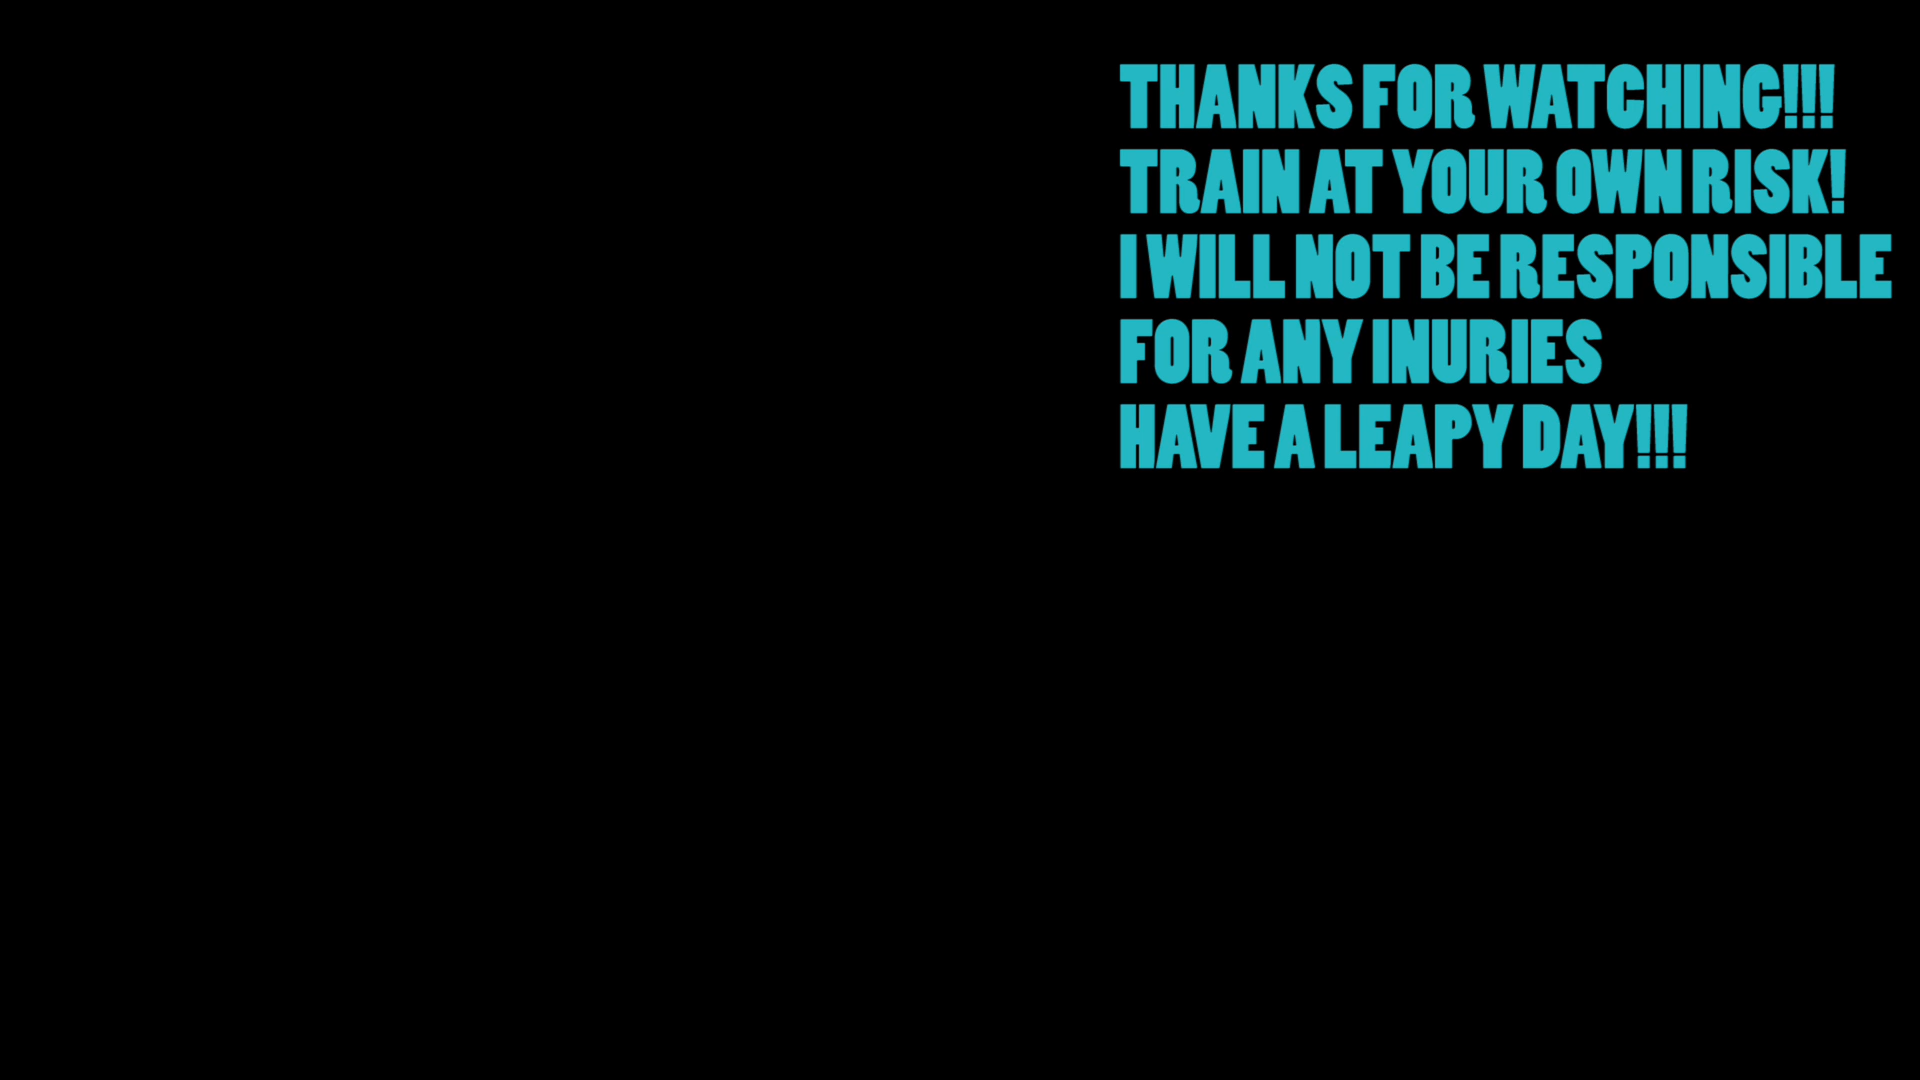 THANKS FOR WATCHING!!!
TRAIN AT YOUR OWN RISK!
I WILL NOT BE RESPONSIBLE
FOR ANY INURIES
HAVE A LEAPY DAY!!!